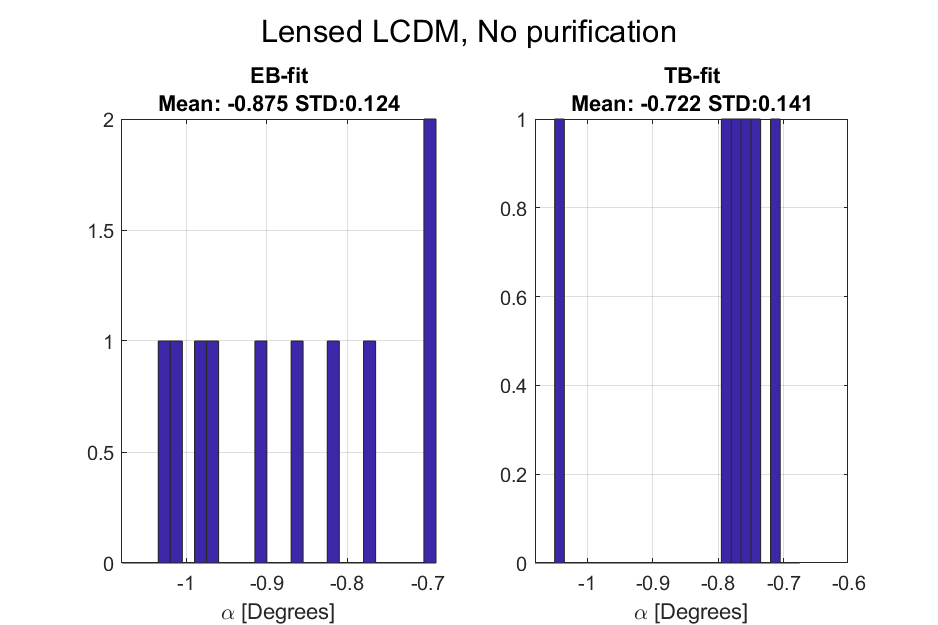 Lensed LCDM, No purification
EB-fit
Mean: -0.875 STD:0.124
2
1.5
1
0.5
0
-1 -0.9 -0.8 -0.7
α [Degrees]
TB-fit
Mean: -0.722 STD:0.141
1
0.8
0.6
0.4
0.2
0
-1 -0.9 -0.8 -0.7 -0.6
α [Degrees]